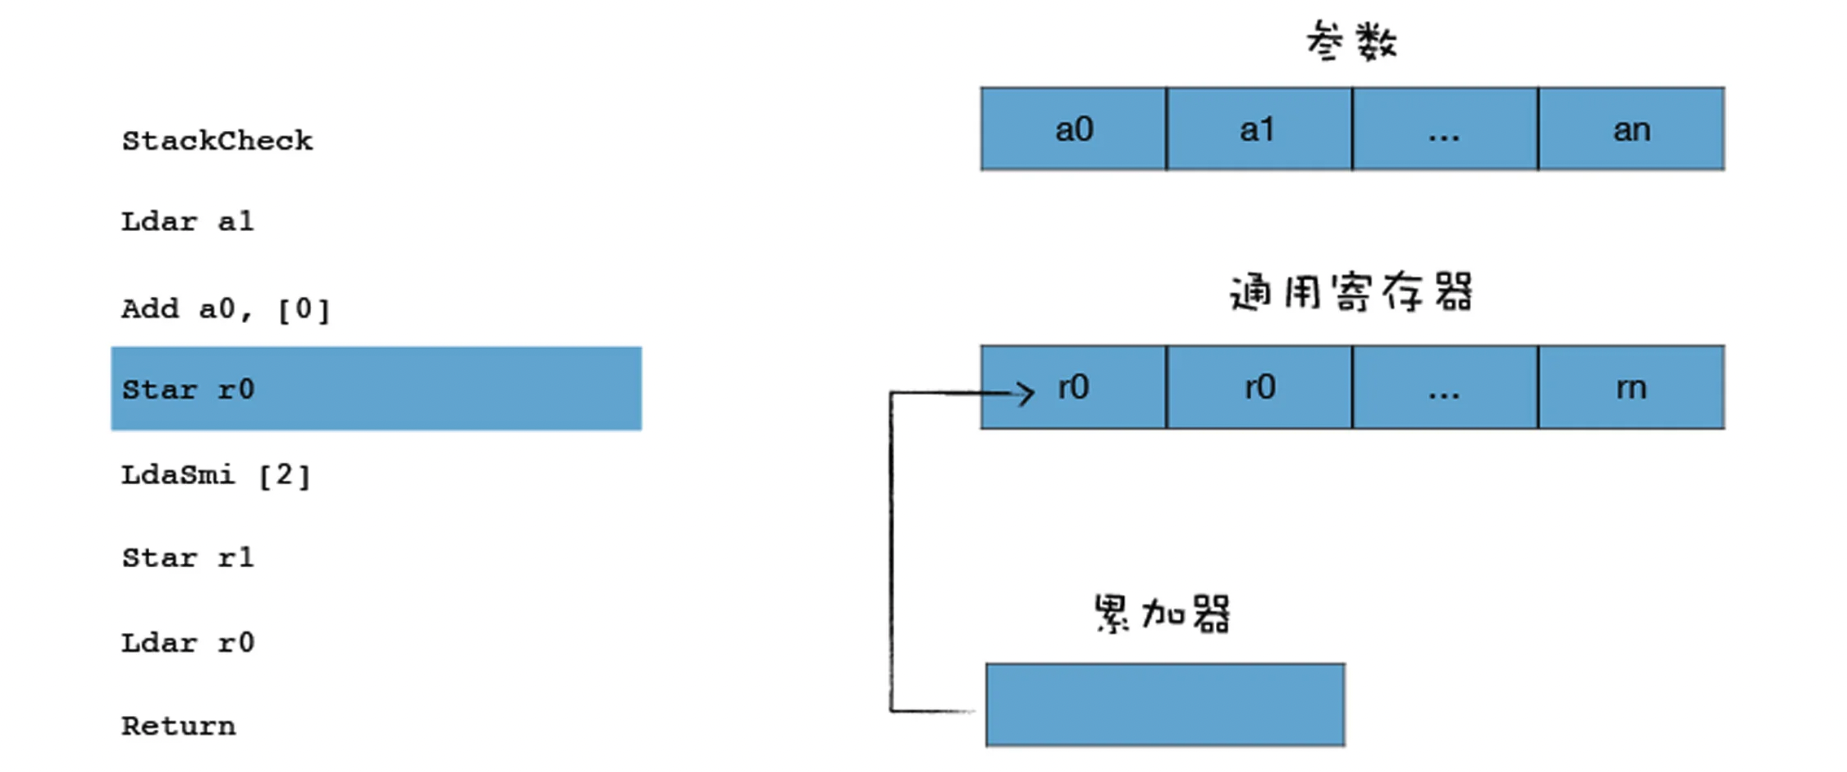 StackCheck
Ldar a1
Add a0, [0]
Star r0
LdaSmi [2]
Star r1
Ldar r0
Return
参数
a0 a1 ... an
通用寄存器
r0 r0 ... rn
累加器